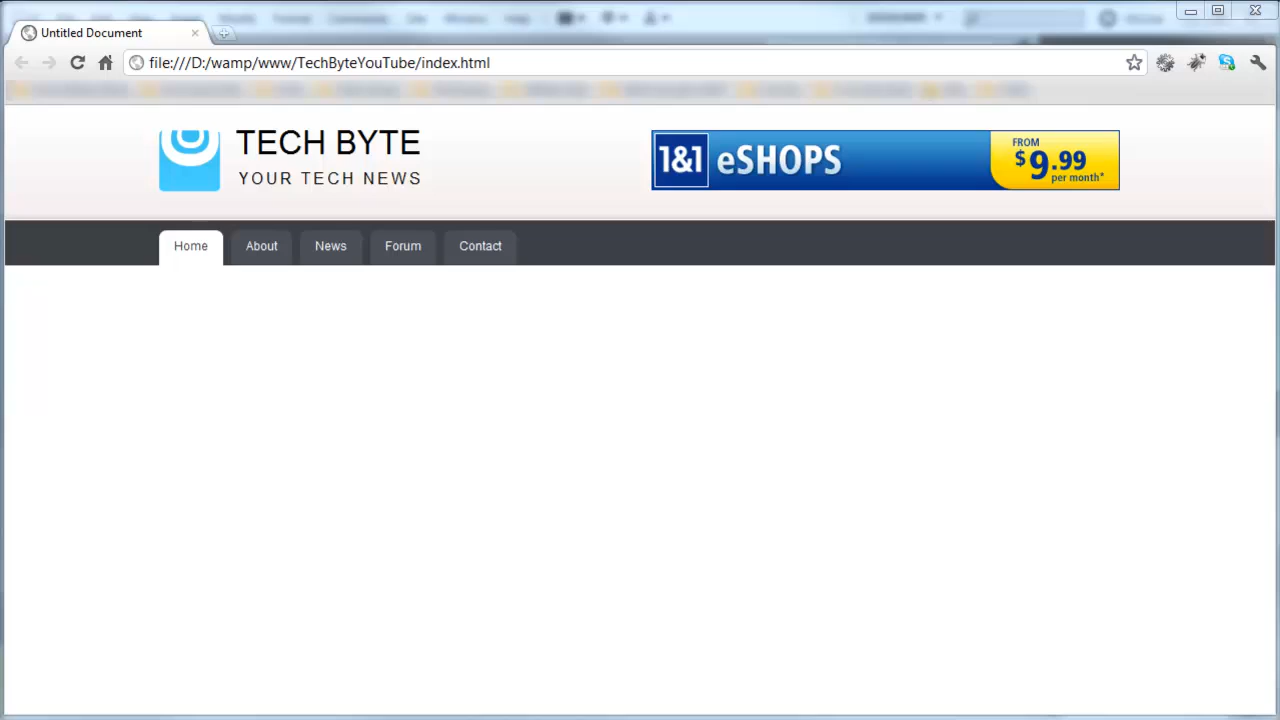 Untitled Document
file:///D:/wamp/www/TechByteYouTube/index.html
TECH BYTE
YOUR TECH NEWS
1&1 eSHOPS
FROM
$9.99
per month*
Home About News Forum Contact